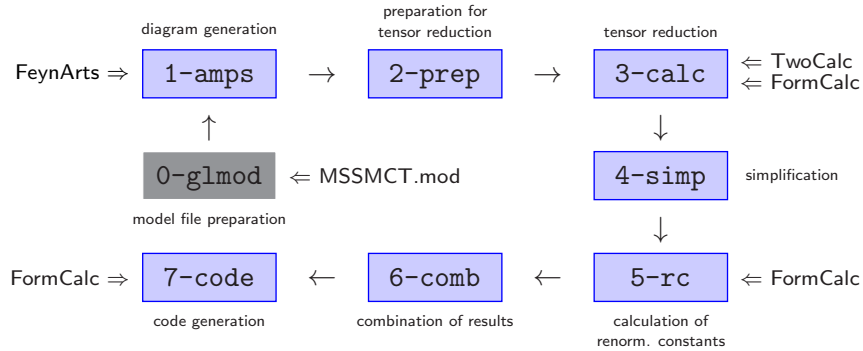 diagram generation
preparation for
tensor reduction
tensor reduction
FeynArts ⇒ 1-amps → 2-prep → 3-calc ⇐ TwoCalc
⇐ FormCalc
↑ ↓
0-glmod ⇐ MSSMCT.mod
4-simp simplification
model file preparation
↓
FormCalc ⇒ 7-code ← 6-comb ← 5-rc ⇐ FormCalc
code generation
combination of results
calculation of
renorm. constants